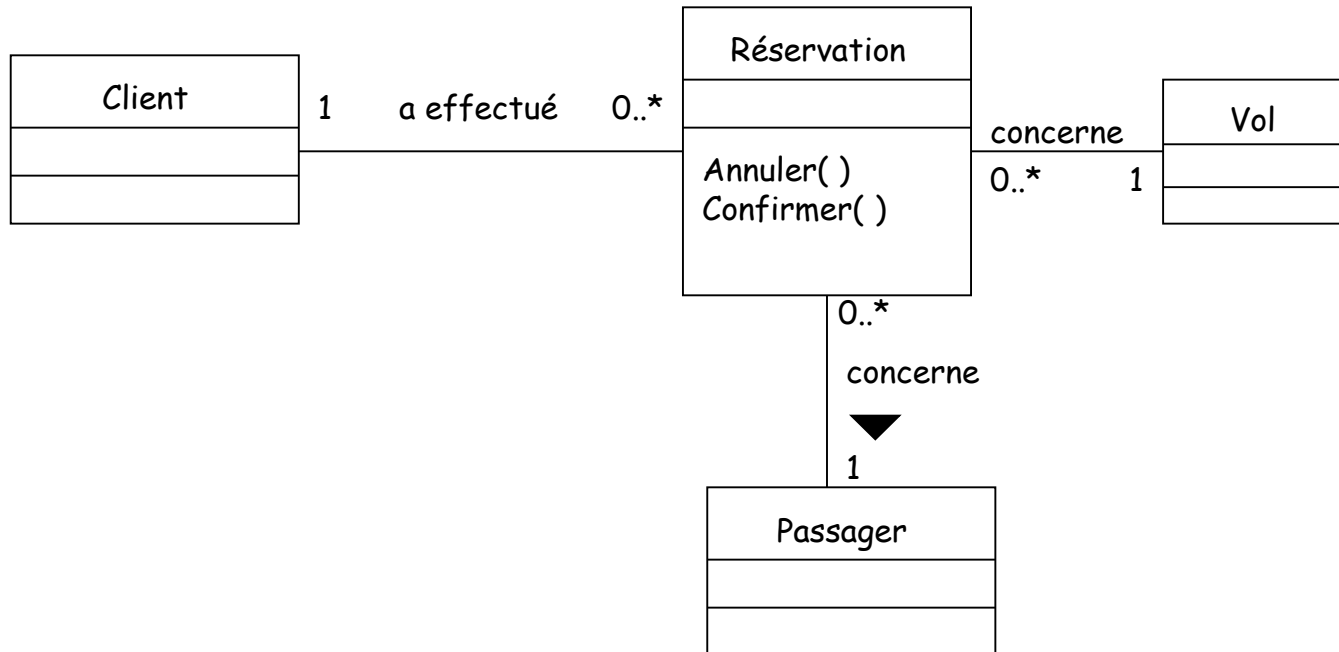 Client
1 a effectué 0..*
Réservation
Annuler( )
Confirmer( )
concerne
0..* 1
Vol
0..*
concerne
1
Passager